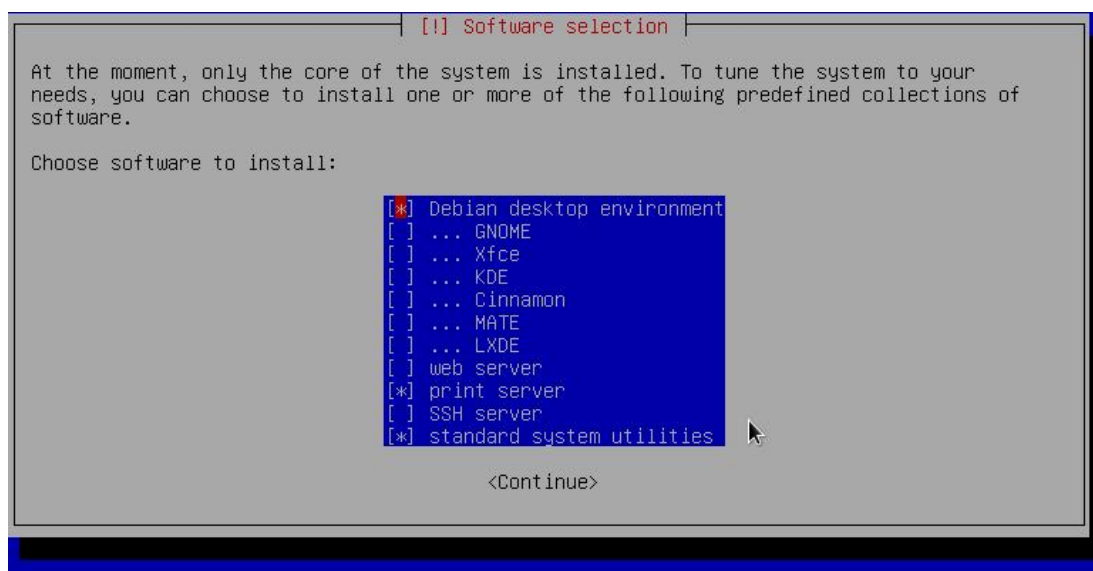 [!] Software selection
At the moment, only the core of the system is installed. To tune the system to your
needs, you can choose to install one or more of the following predefined collections of
software.
Choose software to install:
[*] Debian desktop environment
[ ] ... GNOME
[ ] ... Xfce
[ ] ... KDE
[ ] ... Cinnamon
[ ] ... MATE
[ ] ... LXDE
[ ] web server
[*] print server
[ ] SSH server
[*] standard system utilities
<Continue>